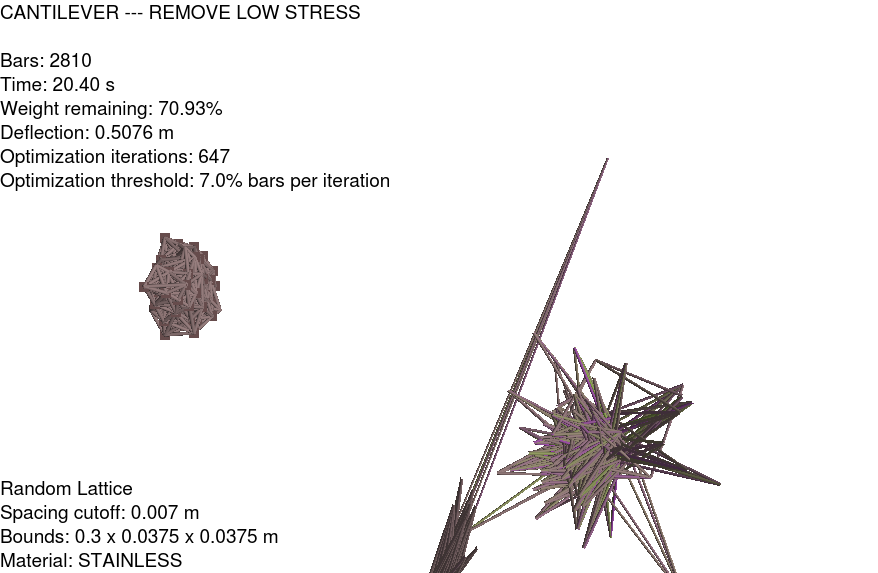 CANTILEVER --- REMOVE LOW STRESS
Bars: 2810
Time: 20.40 s
Weight remaining: 70.93%
Deflection: 0.5076 m
Optimization iterations: 647
Optimization threshold: 7.0% bars per iteration
Random Lattice
Spacing cutoff: 0.007 m
Bounds: 0.3 x 0.0375 x 0.0375 m
Material: STAINLESS